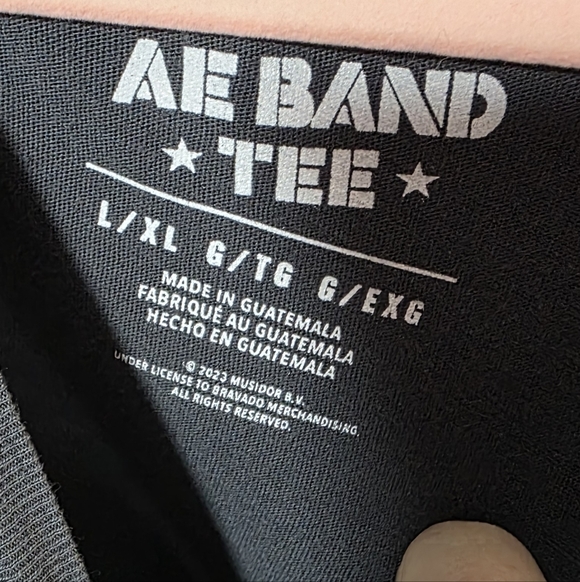 AE BAND
★ TEE ★
L/XL G/TG G/EXG
MADE IN GUATEMALA
FABRIQUÉ AU GUATEMALA
HECHO EN GUATEMALA
© 2023 MUSIDOR B.V.
UNDER LICENSE TO BRAVADO MERCHANDISING.
ALL RIGHTS RESERVED.